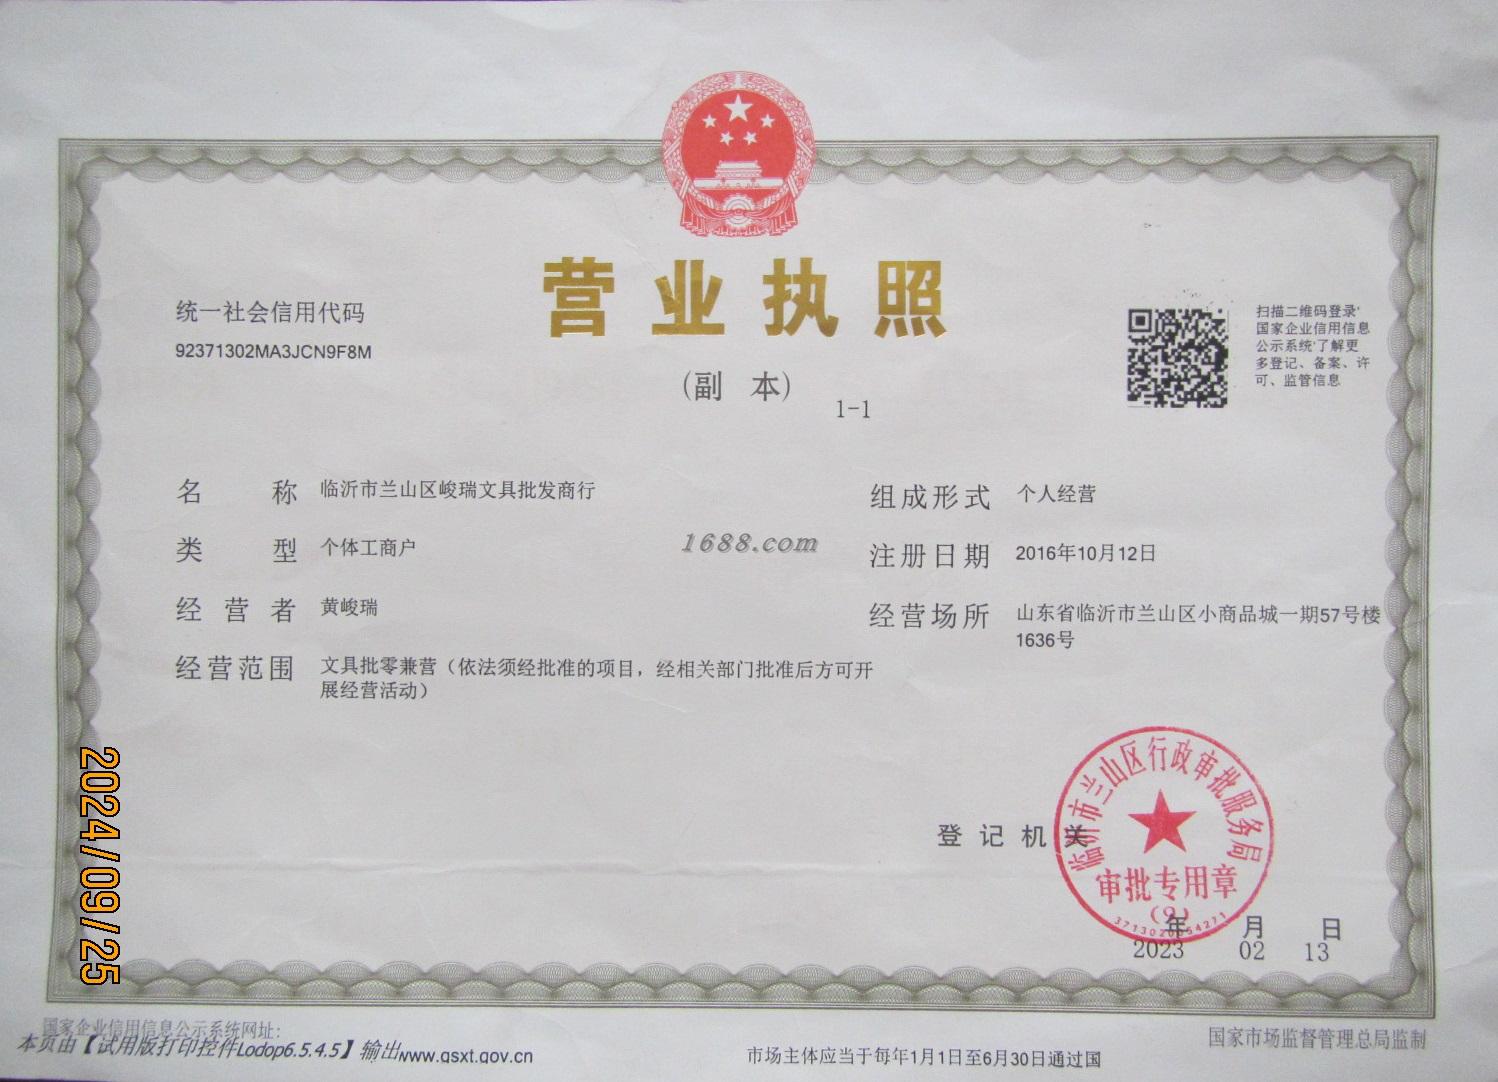 营业执照
(副 本)
1-1
统一社会信用代码
92371302MA3JCN9F8M
扫描二维码登录'
国家企业信用信息
公示系统'了解更
多登记、备案、许
可、监管信息
名 称 临沂市兰山区峻瑞文具批发商行
类 型 个体工商户
经 营 者 黄峻瑞
经营范围 文具批零兼营（依法须经批准的项目，经相关部门批准后方可开
展经营活动）
组成形式 个人经营
注册日期 2016年10月12日
经营场所 山东省临沂市兰山区小商品城一期57号楼
1636号
1688.com
登记机关
临沂市兰山区行政审批服务局
审批专用章
年 月 日
2023 02 13
2024/09/25
国家企业信用信息公示系统网址:
本页由【试用版打印控件Lodop6.5.4.5】输出www.gsxt.gov.cn
市场主体应当于每年1月1日至6月30日通过国
国家市场监督管理总局监制